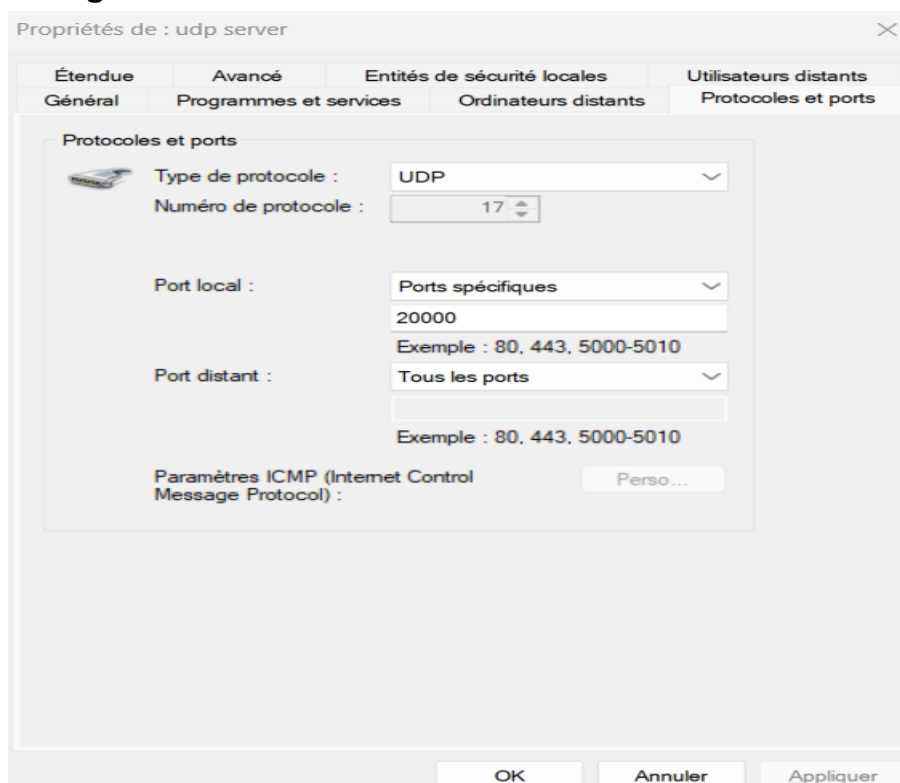 Propriétés de : udp server
Étendue Avancé Entités de sécurité locales Utilisateurs distants
Général Programmes et services Ordinateurs distants Protocoles et ports
Protocoles et ports
Type de protocole : UDP
Numéro de protocole : 17
Port local : Ports spécifiques
20000
Exemple : 80, 443, 5000-5010
Port distant : Tous les ports
Exemple : 80, 443, 5000-5010
Paramètres ICMP (Internet Control
Message Protocol) : Perso...
OK Annuler Appliquer